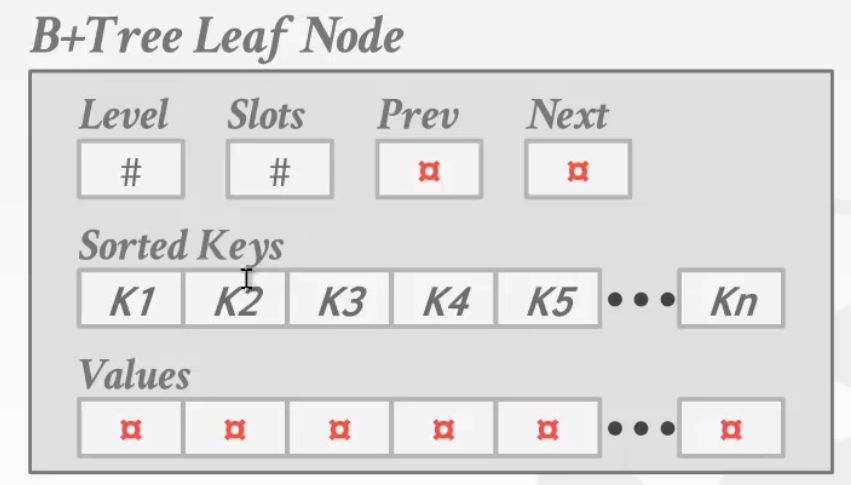 B+Tree Leaf Node
Level Slots Prev Next
# # ¤ ¤
Sorted Keys
K1 K2 K3 K4 K5 ••• Kn
Values
¤ ¤ ¤ ¤ ¤ ••• ¤